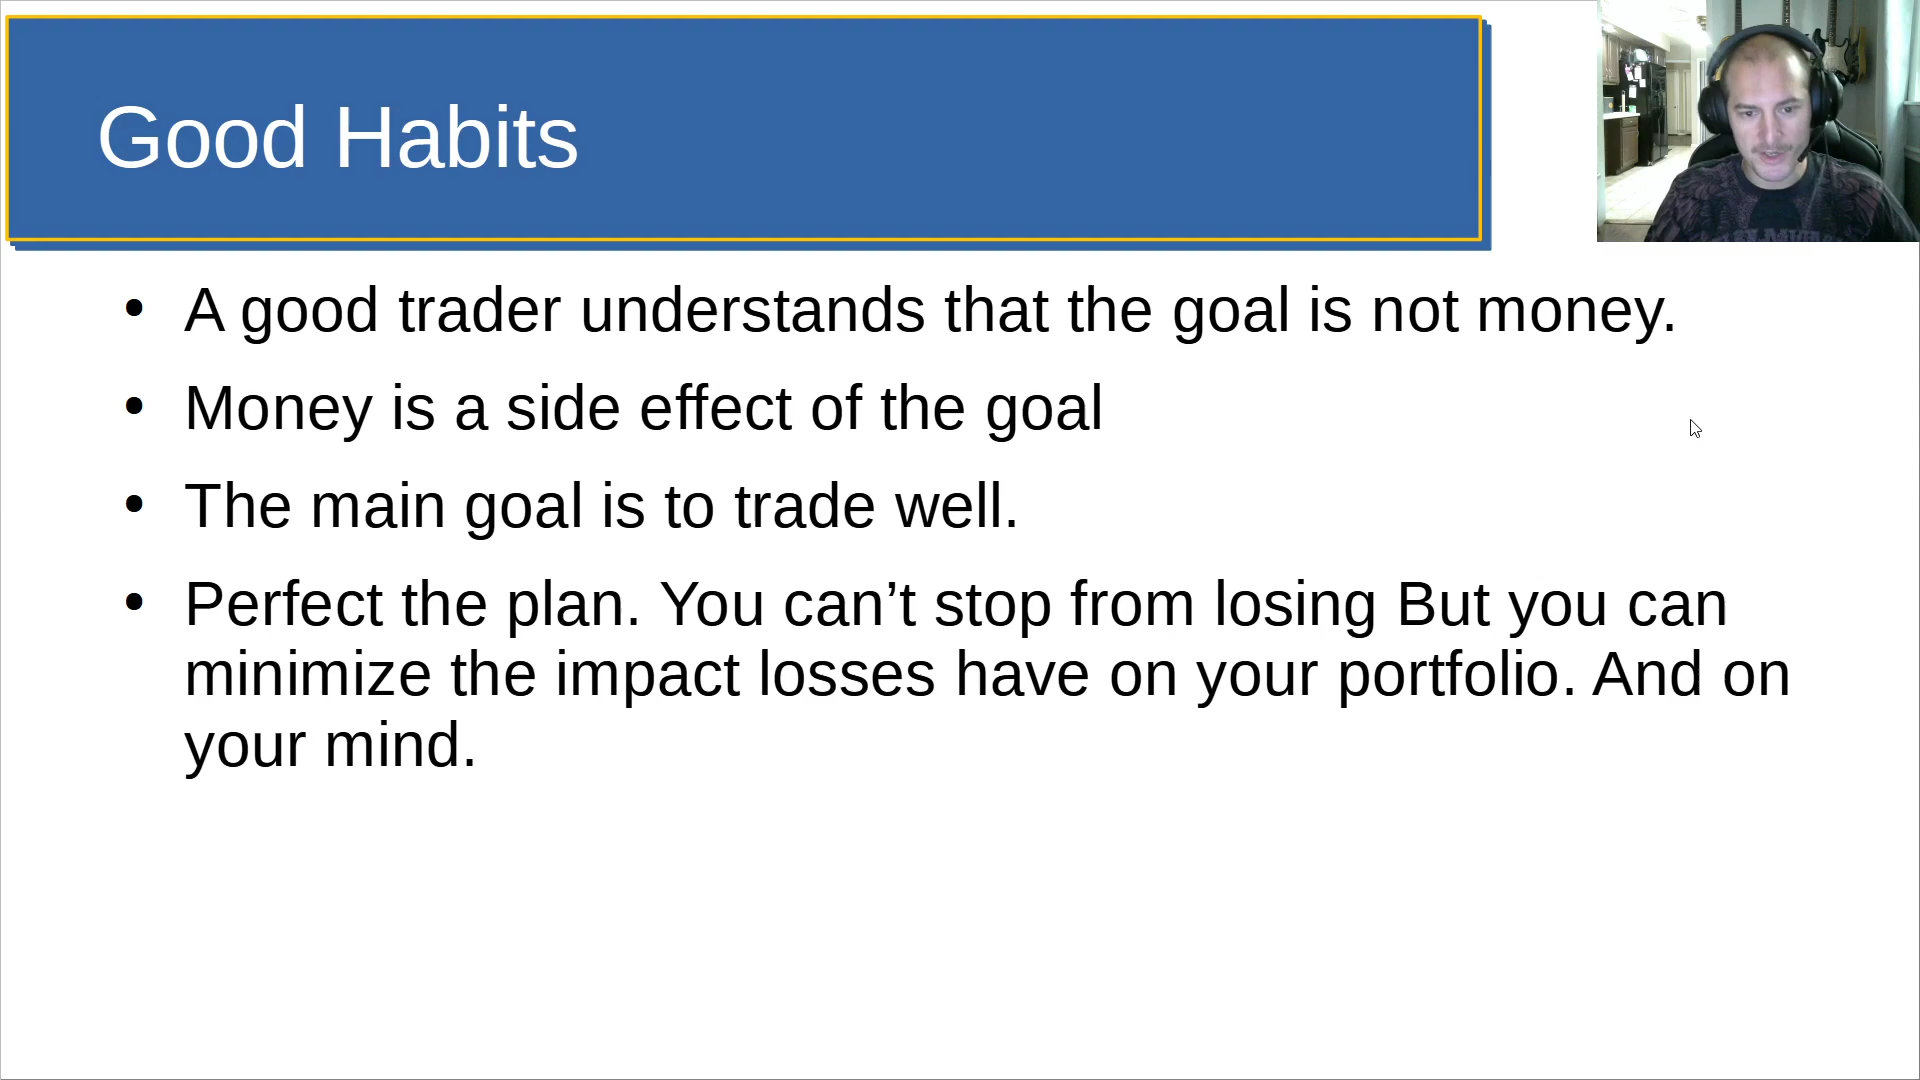 Good Habits
• A good trader understands that the goal is not money.
• Money is a side effect of the goal
• The main goal is to trade well.
• Perfect the plan. You can’t stop from losing But you can
minimize the impact losses have on your portfolio. And on
your mind.